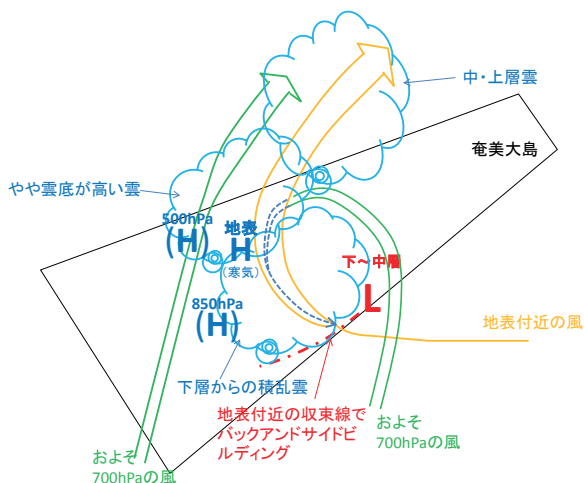 中・上層雲
奄美大島
やや雲底が高い雲
500hPa
(H)
地表
H
(寒気)
下～中層
L
850hPa
(H)
地表付近の風
下層からの積乱雲
地表付近の収束線で
バックアンドサイドビ
ルディング
およそ
700hPaの風
およそ
700hPaの風